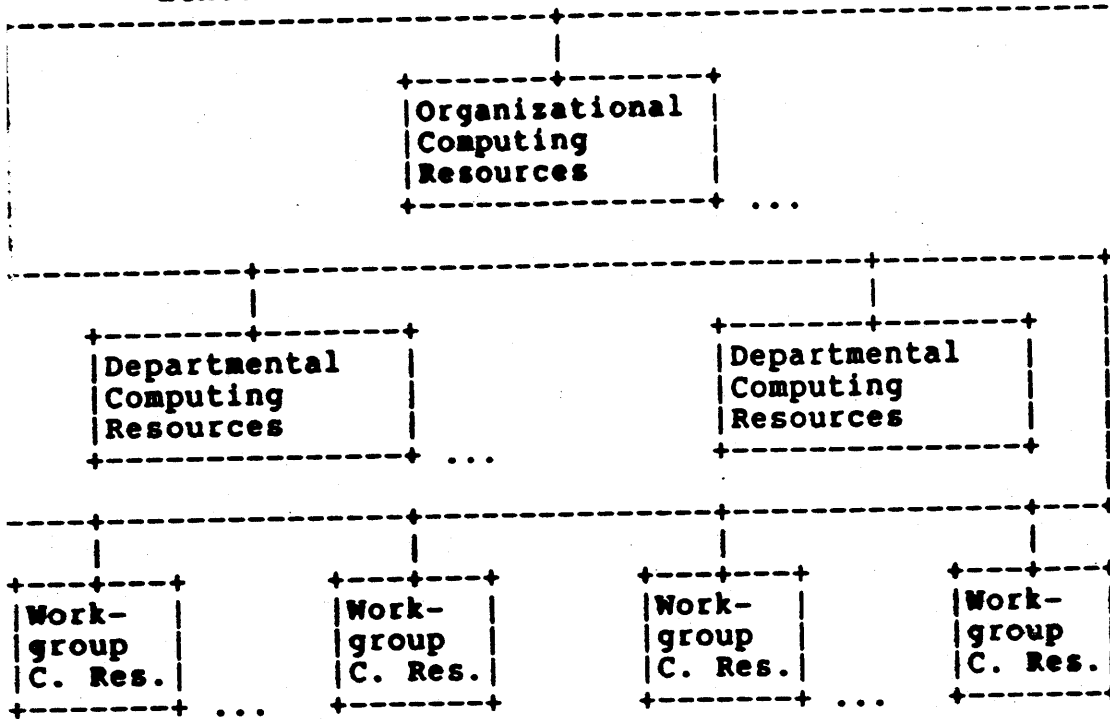 Organizational
Computing
Resources
...
Departmental
Computing
Resources
...
Departmental
Computing
Resources
Work-
group
C. Res.
...
Work-
group
C. Res.
Work-
group
C. Res.
...
Work-
group
C. Res.